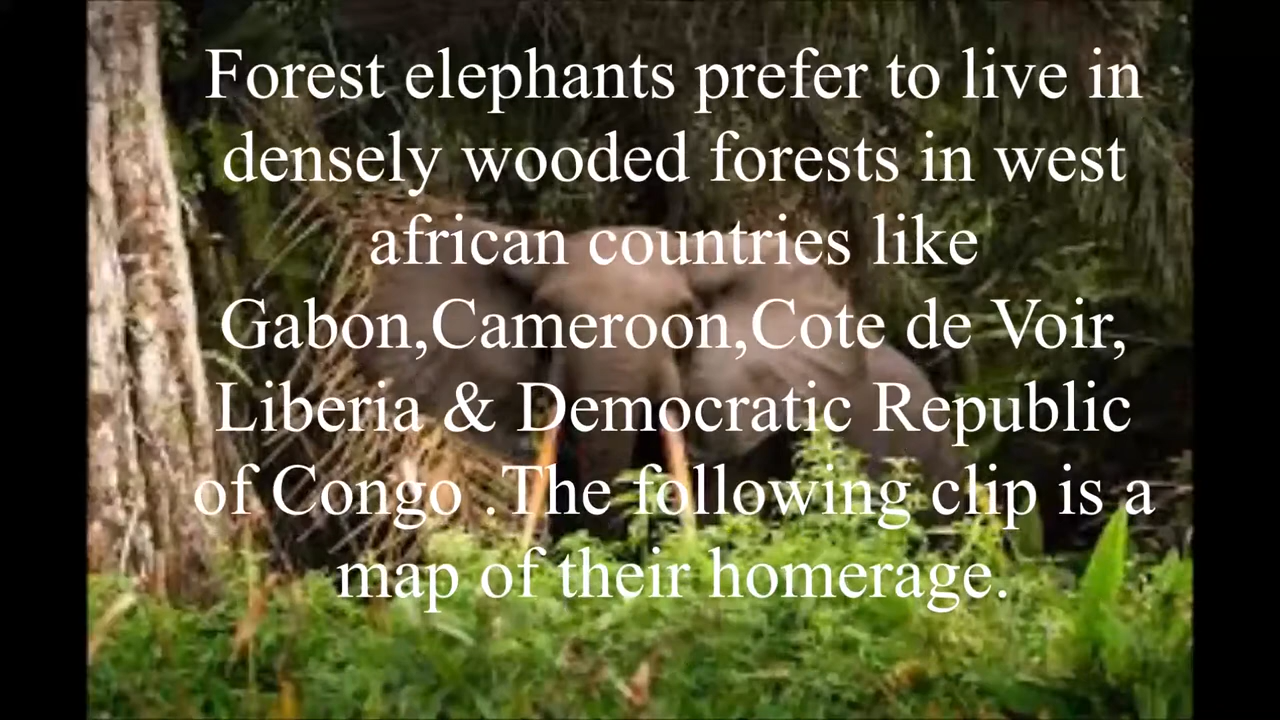 Forest elephants prefer to live in
densely wooded forests in west
african countries like
Gabon,Cameroon,Cote de Voir,
Liberia & Democratic Republic
of Congo .The following clip is a
map of their homerage.